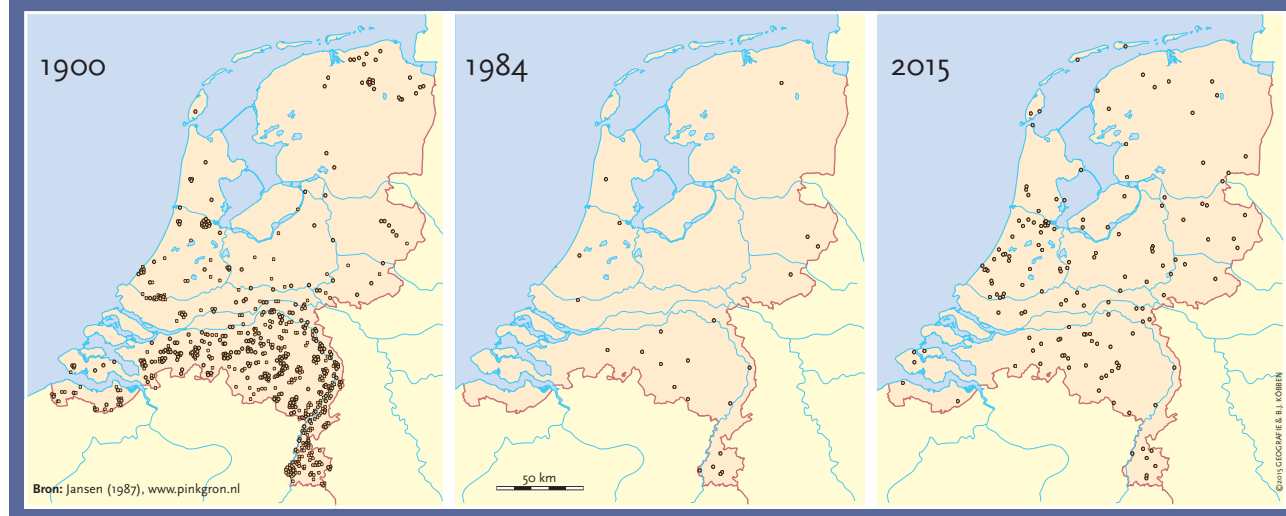 1900
1984
2015
50 km
Bron: Jansen (1987), www.pinkgron.nl
©2015 GEOGRAFIE & B.J. KÖBBEN